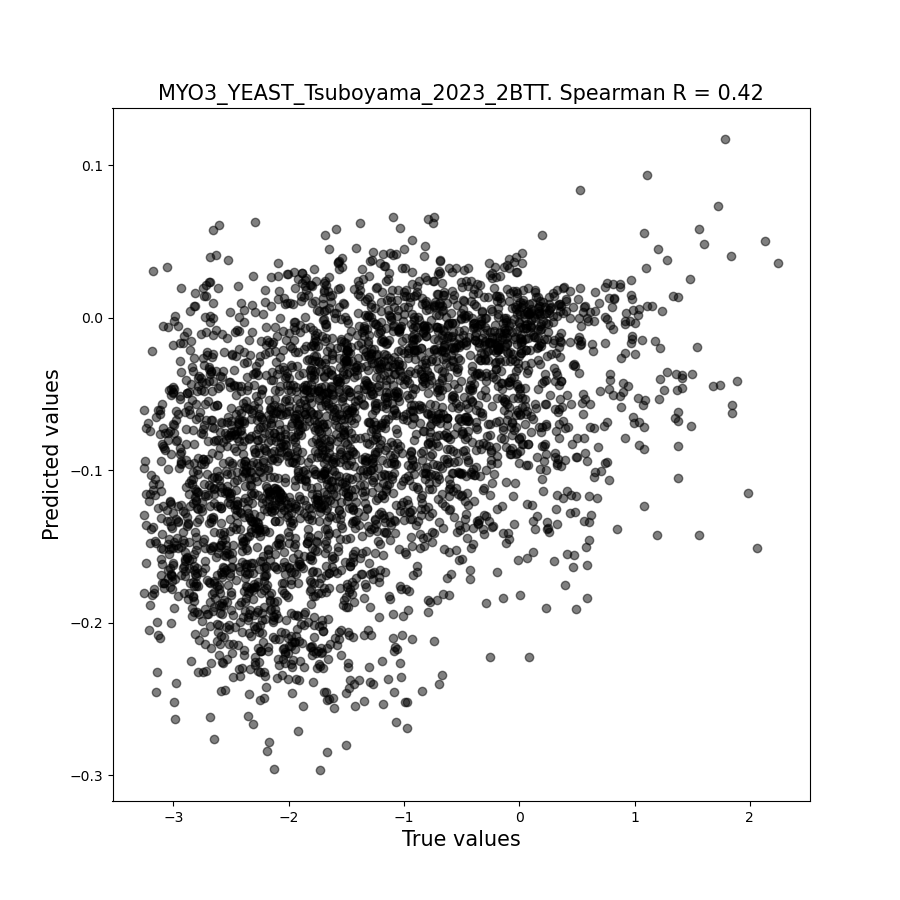 MYO3_YEAST_Tsuboyama_2023_2BTT. Spearman R = 0.42
0.1
0.0
−0.1
−0.2
−0.3
Predicted values
−3 −2 −1 0 1 2
True values